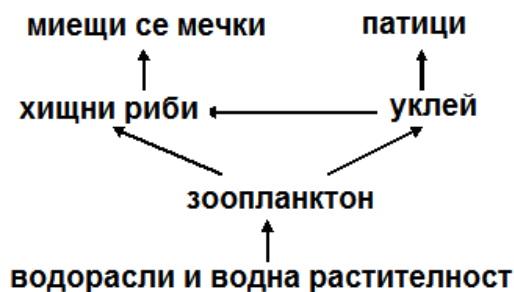 миещи се мечки патици
хищни риби уклей
зоопланктон
водорасли и водна растителност